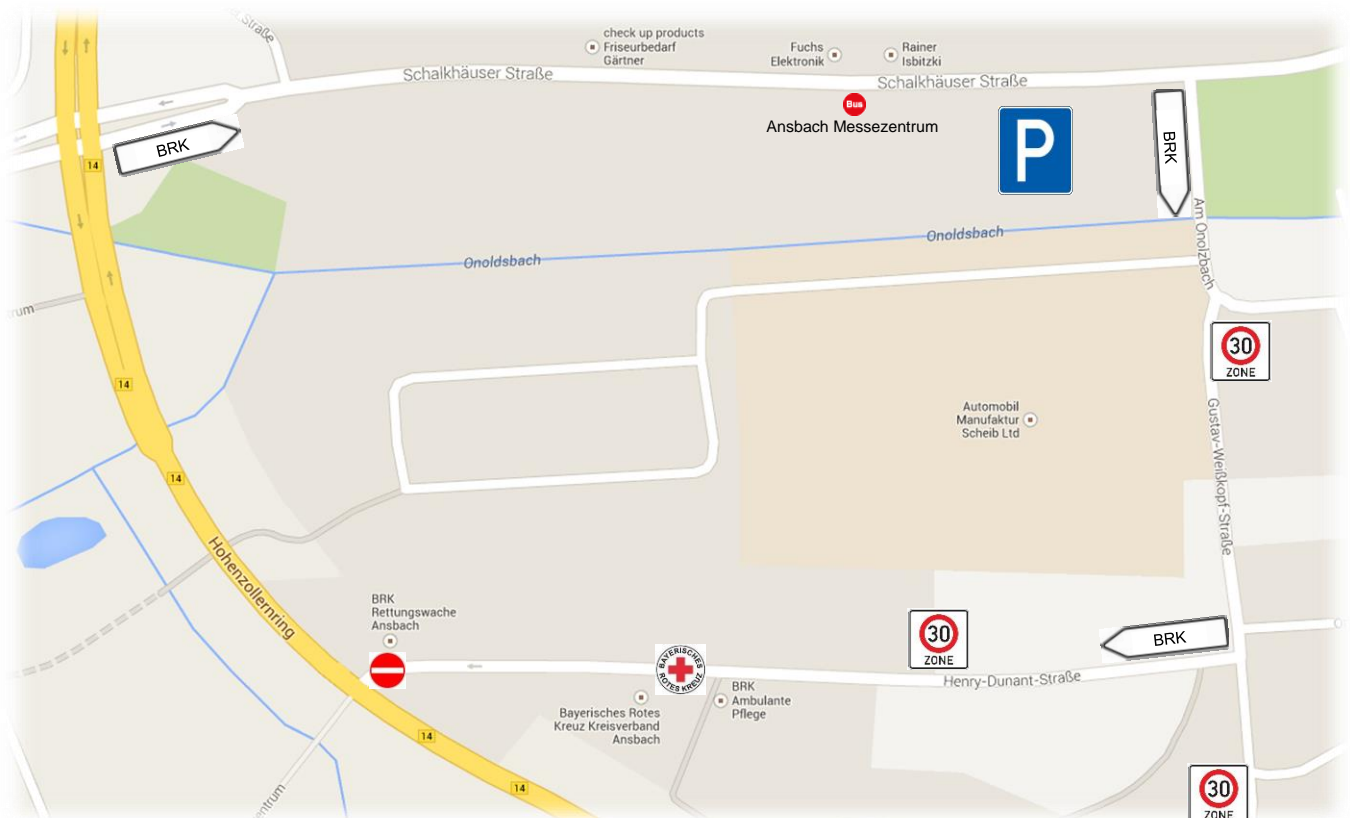 Straße
check up products
Friseurbedarf
Gärtner
Fuchs
Elektronik
Rainer
Isbitzki
Schalkhäuser Straße
Schalkhäuser Straße
Bus
Ansbach Messezentrum
P
BRK
BRK
14
Am Onolzbach
Onoldsbach
Onoldsbach
rum
30
ZONE
14
Automobil
Manufaktur
Scheib Ltd
Gustav-Weißkopf-Straße
14
Hohenzollernring
BRK
Rettungswache
Ansbach
30
ZONE
BRK
BAYERISCHES
ROTES KREUZ
Henry-Dunant-Straße
BRK
Ambulante
Pflege
Bayerisches Rotes
Kreuz Kreisverband
Ansbach
14
14
entrum
30
ZONE